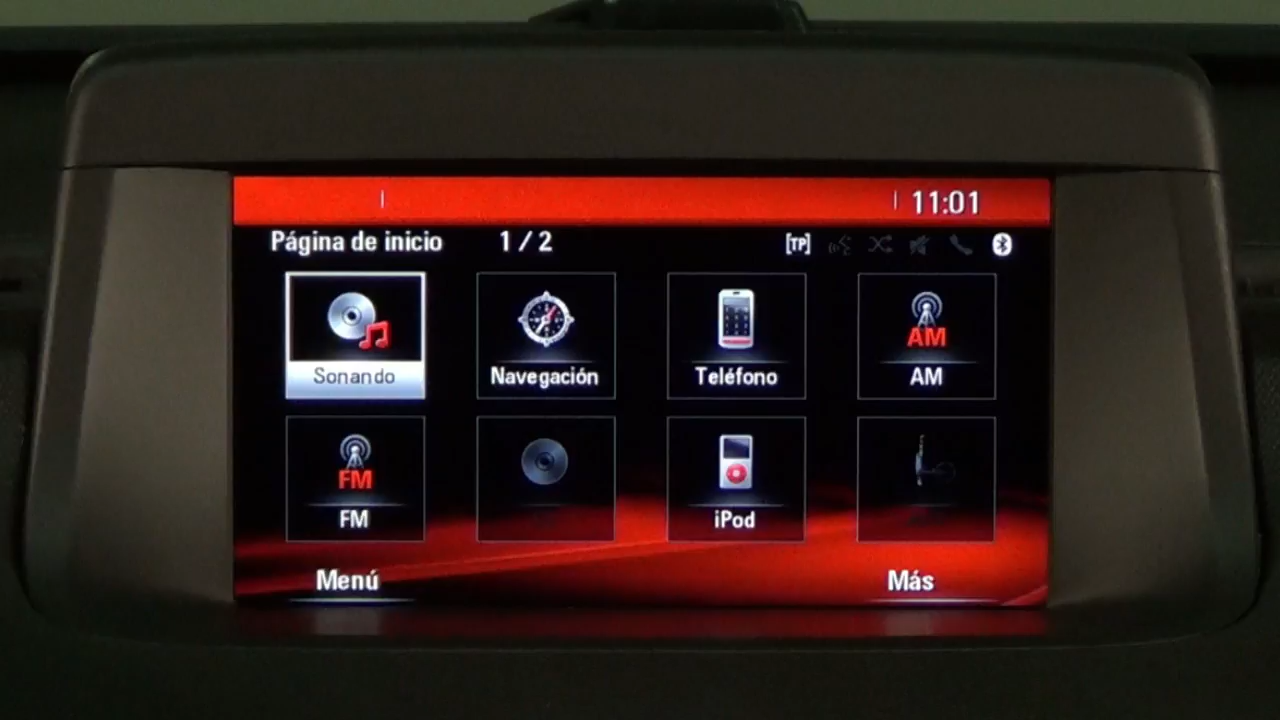 11:01
Página de inicio 1 / 2
[TP]
Sonando Navegación Teléfono AM AM
FM FM iPod
Menú Más